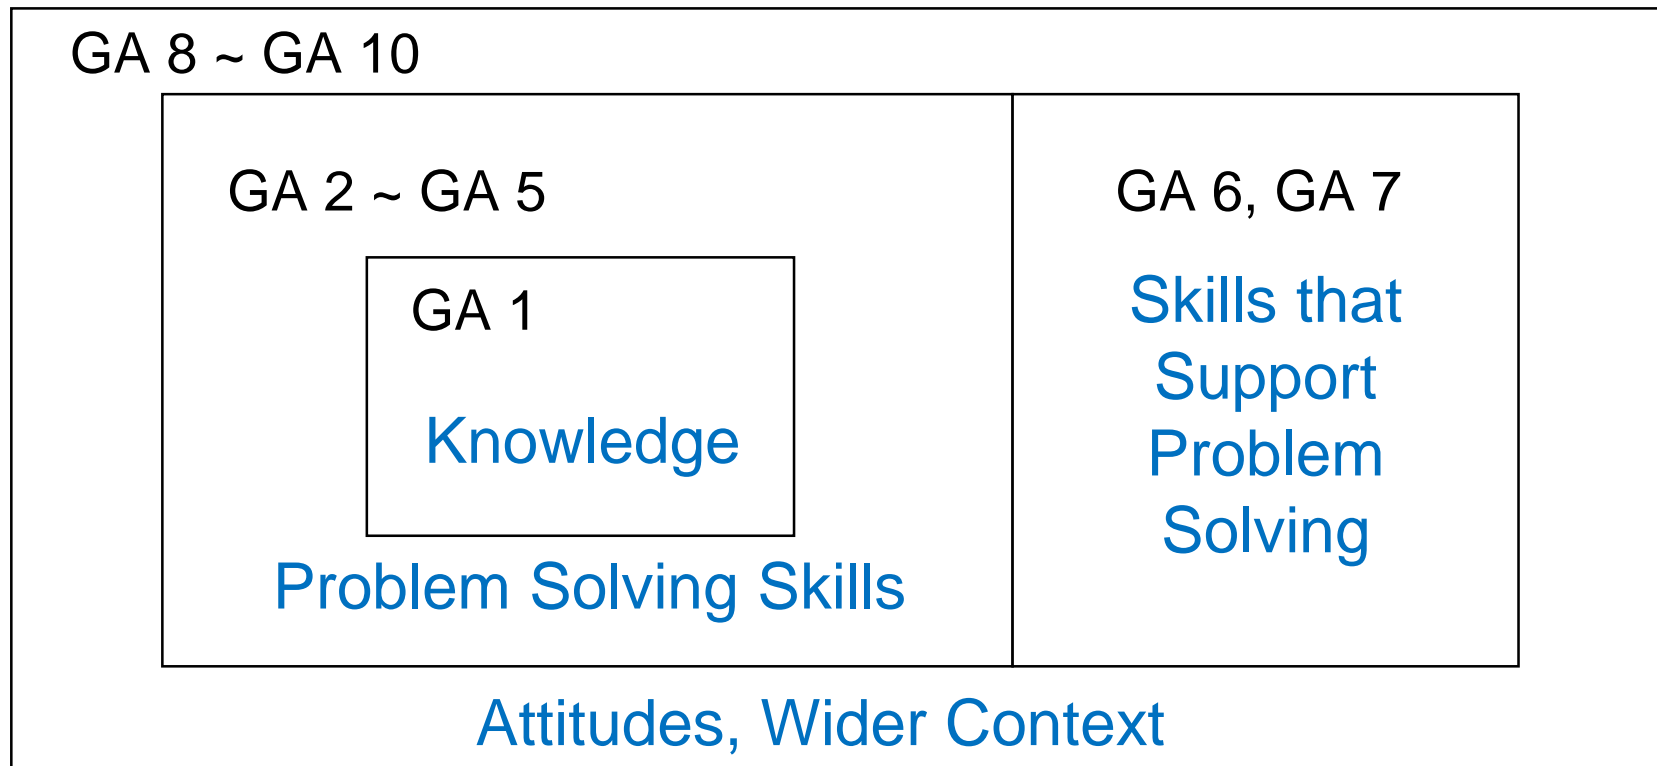 GA 8 ~ GA 10
GA 2 ~ GA 5
GA 1
Knowledge
Problem Solving Skills
GA 6, GA 7
Skills that
Support
Problem
Solving
Attitudes, Wider Context